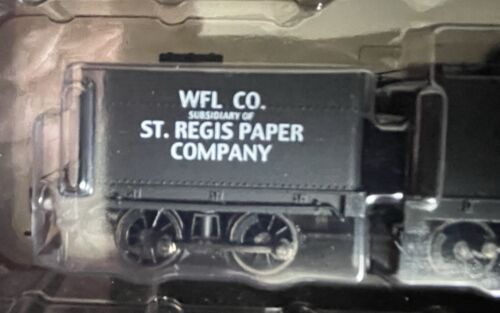 WFL CO.
SUBSIDIARY OF
ST. REGIS PAPER
COMPANY